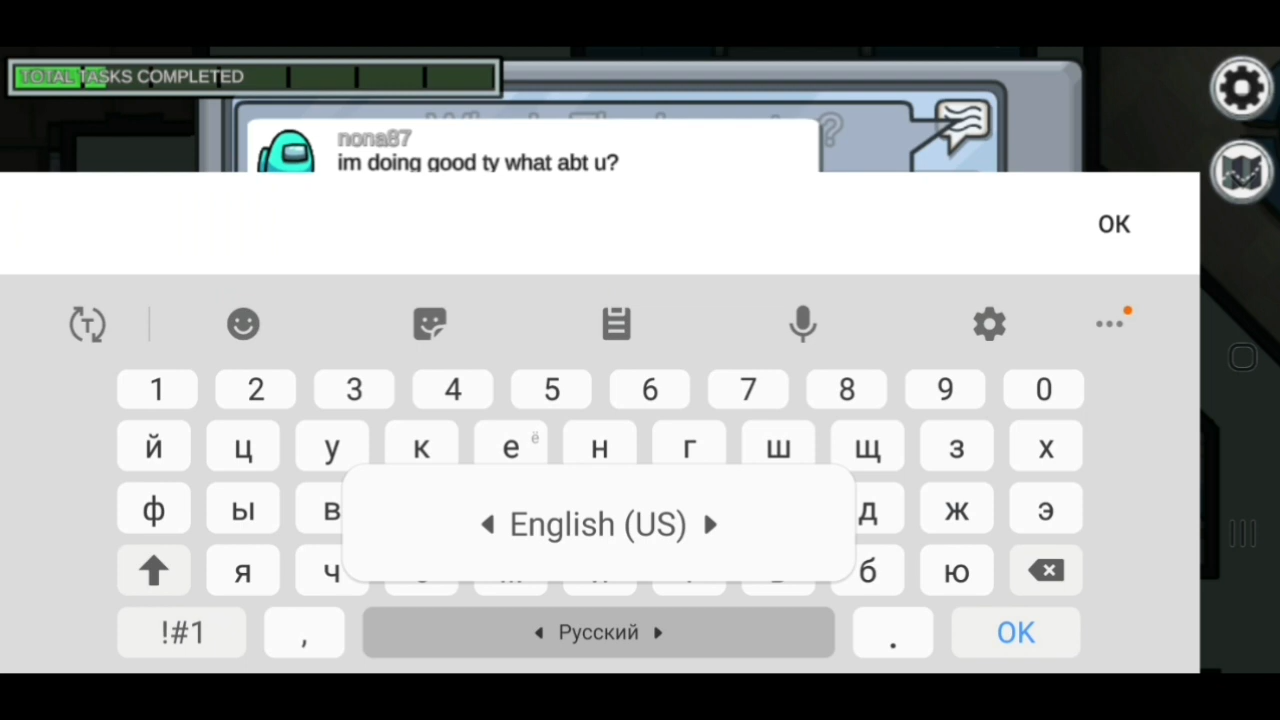 TOTAL TASKS COMPLETED
?
nona87
im doing good ty what abt u?
OK
1 2 3 4 5 6 7 8 9 0
й ц у к е ё н г ш щ з х
ф ы в д ж э
English (US)
я ч б ю
!#1 , Русский . OK